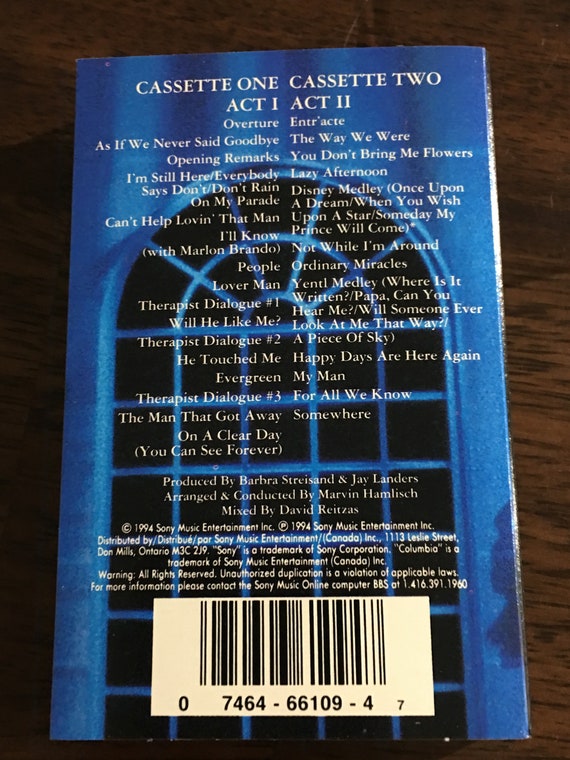 CASSETTE ONE
ACT I
Overture
As If We Never Said Goodbye
Opening Remarks
I'm Still Here/Everybody
Says Don't/Don't Rain
On My Parade
Can't Help Lovin' That Man
I'll Know
(with Marlon Brando)
People
Lover Man
Therapist Dialogue #1
Will He Like Me?
Therapist Dialogue #2
He Touched Me
Evergreen
Therapist Dialogue #3
The Man That Got Away
On A Clear Day
(You Can See Forever)
CASSETTE TWO
ACT II
Entr'acte
The Way We Were
You Don't Bring Me Flowers
Lazy Afternoon
Disney Medley (Once Upon
A Dream/When You Wish
Upon A Star/Someday My
Prince Will Come)*
Not While I'm Around
Ordinary Miracles
Yentl Medley (Where Is It
Written?/Papa, Can You
Hear Me?/Will Someone Ever
Look At Me That Way?/
A Piece Of Sky)
Happy Days Are Here Again
My Man
For All We Know
Somewhere
Produced By Barbra Streisand & Jay Landers
Arranged & Conducted By Marvin Hamlisch
Mixed By David Reitzas
© 1994 Sony Music Entertainment Inc. ℗ 1994 Sony Music Entertainment Inc.
Distributed by/Distribué/par Sony Music Entertainment/(Canada) Inc., 1113 Leslie Street,
Don Mills, Ontario M3C 2J9. "Sony" is a trademark of Sony Corporation. "Columbia" is a
trademark of Sony Music Entertainment (Canada) Inc.
Warning: All Rights Reserved. Unauthorized duplication is a violation of applicable laws.
For more information please contact the Sony Music Online computer BBS at 1.416.391.1960
0 7464-66109-4 7